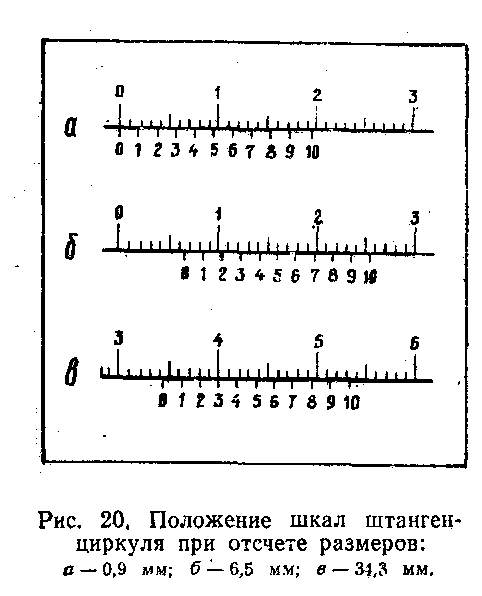 0 1 2 3
а
0 1 2 3 4 5 6 7 8 9 10
0 1 2 3
б
0 1 2 3 4 5 6 7 8 9 10
3 4 5 6
в
0 1 2 3 4 5 6 7 8 9 10
Рис. 20. Положение шкал штанген-
циркуля при отсчете размеров:
а — 0,9 мм; б — 6,5 мм; в — 34,3 мм.